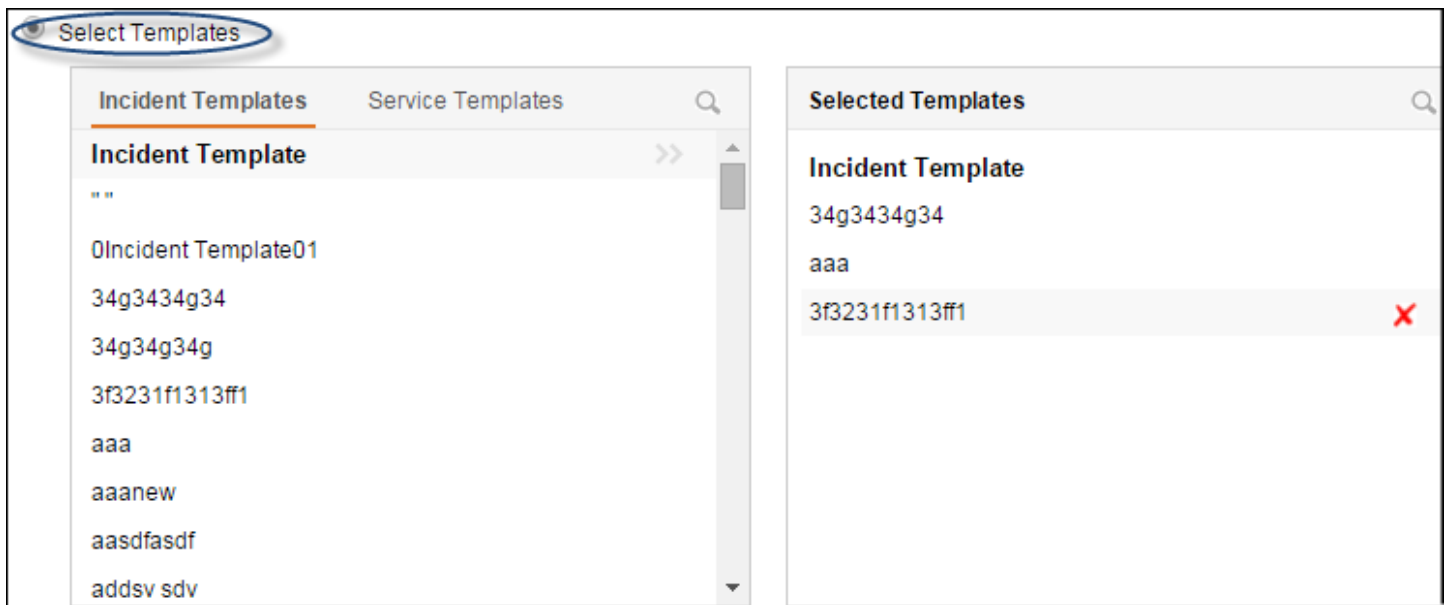 Select Templates
Incident Templates
Service Templates
Incident Template
" "
0Incident Template01
34g3434g34
34g34g34g
3f3231f1313ff1
aaa
aaanew
aasdfasdf
addsv sdv
Selected Templates
Incident Template
34g3434g34
aaa
3f3231f1313ff1